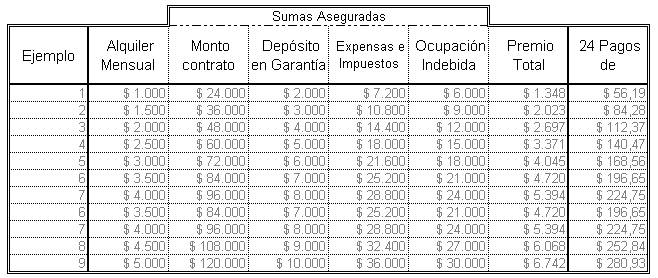 Sumas Aseguradas
Ejemplo Alquiler Mensual Monto contrato Depósito en Garantía Expensas e Impuestos Ocupación Indebida Premio Total 24 Pagos de
1 $ 1.000 $ 24.000 $ 2.000 $ 7.200 $ 6.000 $ 1.348 $ 56,19
2 $ 1.500 $ 36.000 $ 3.000 $ 10.800 $ 9.000 $ 2.023 $ 84,28
3 $ 2.000 $ 48.000 $ 4.000 $ 14.400 $ 12.000 $ 2.697 $ 112,37
4 $ 2.500 $ 60.000 $ 5.000 $ 18.000 $ 15.000 $ 3.371 $ 140,47
5 $ 3.000 $ 72.000 $ 6.000 $ 21.600 $ 18.000 $ 4.045 $ 168,56
6 $ 3.500 $ 84.000 $ 7.000 $ 25.200 $ 21.000 $ 4.720 $ 196,65
7 $ 4.000 $ 96.000 $ 8.000 $ 28.800 $ 24.000 $ 5.394 $ 224,75
6 $ 3.500 $ 84.000 $ 7.000 $ 25.200 $ 21.000 $ 4.720 $ 196,65
7 $ 4.000 $ 96.000 $ 8.000 $ 28.800 $ 24.000 $ 5.394 $ 224,75
8 $ 4.500 $ 108.000 $ 9.000 $ 32.400 $ 27.000 $ 6.068 $ 252,84
9 $ 5.000 $ 120.000 $ 10.000 $ 36.000 $ 30.000 $ 6.742 $ 280,93